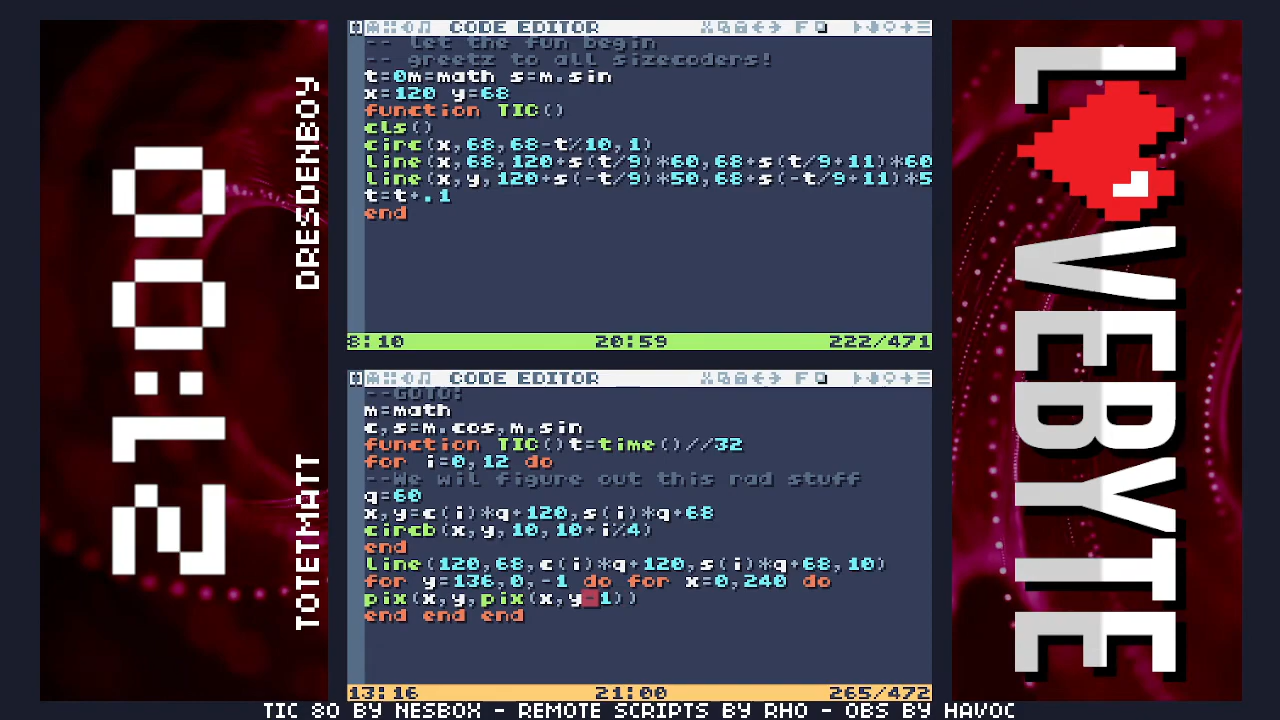 21:00
DRESDENBOY
TOTETMATT
CODE EDITOR F
-- let the fun begin
-- greetz to all sizecoders!
t=0m=math s=m.sin
x=120 y=68
function TIC()
cls()
circ(x,68,68-t%10,1)
line(x,68,120+s(t/9)*60,68+s(t/9+11)*60
line(x,y,120+s(-t/9)*50,68+s(-t/9+11)*5
t=t+.1
end
8:10 20:59 222/471
CODE EDITOR F
--GOTO:
m=math
c,s=m.cos,m.sin
function TIC()t=time()//32
for i=0,12 do
--We wil figure out this rad stuff
q=60
x,y=c(i)*q+120,s(i)*q+68
circb(x,y,10,10+i/4)
end
line(120,68,c(i)*q+120,s(i)*q+68,10)
for y=136,0,-1 do for x=0,240 do
pix(x,y,pix(x,y-1))
end end end
13:16 21:00 265/472
L VEBYTE
TIC 80 BY NESBOX - REMOTE SCRIPTS BY RHO - OBS BY HAVOC